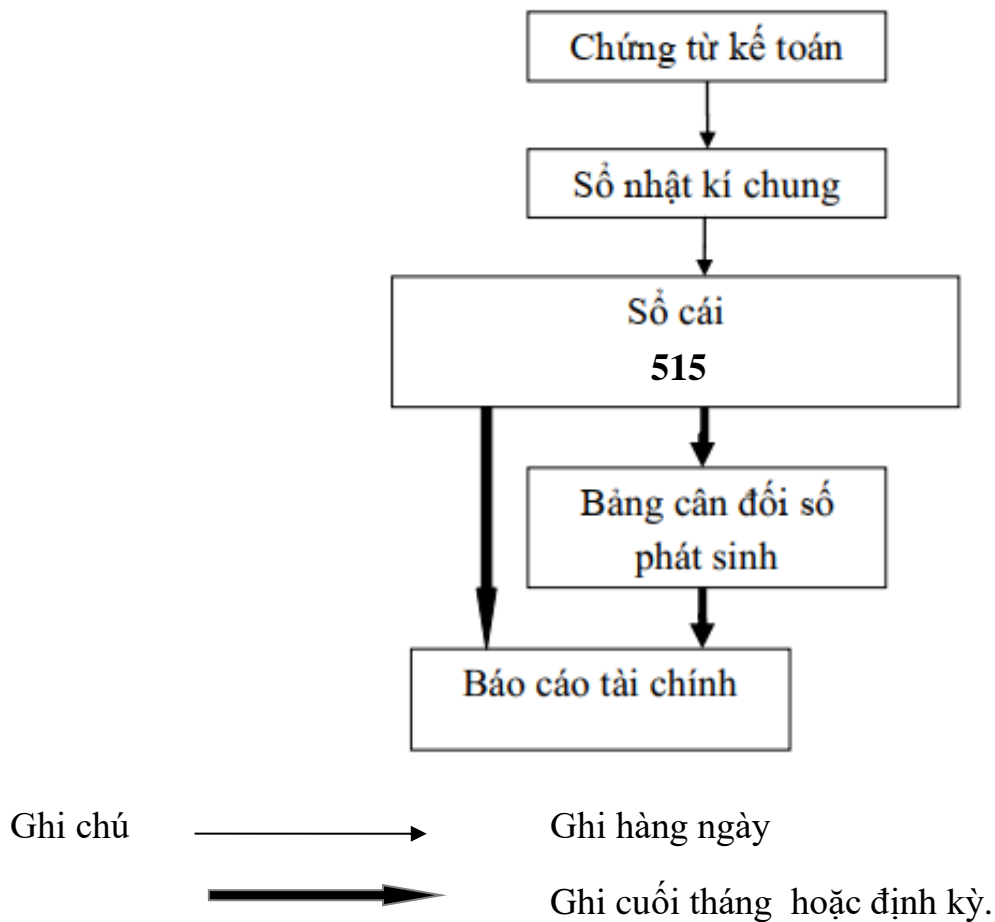 Chứng từ kế toán
Sổ nhật kí chung
Sổ cái
515
Bảng cân đối số
phát sinh
Báo cáo tài chính
Ghi chú
Ghi hàng ngày
Ghi cuối tháng hoặc định kỳ.